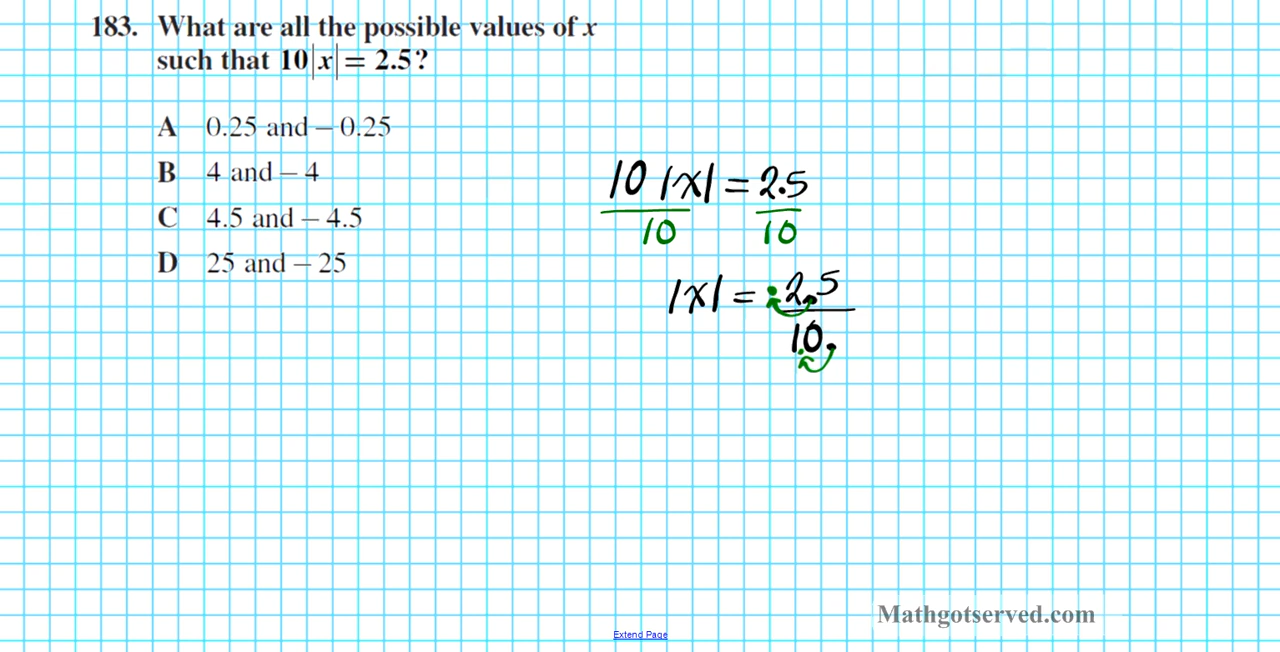 183. What are all the possible values of x
such that 10|x| = 2.5?
A 0.25 and – 0.25
B 4 and – 4
C 4.5 and – 4.5
D 25 and – 25
10 |x| = 2.5
10 10
|x| = .2.5
1.0.
Mathgotserved.com
Extend Page